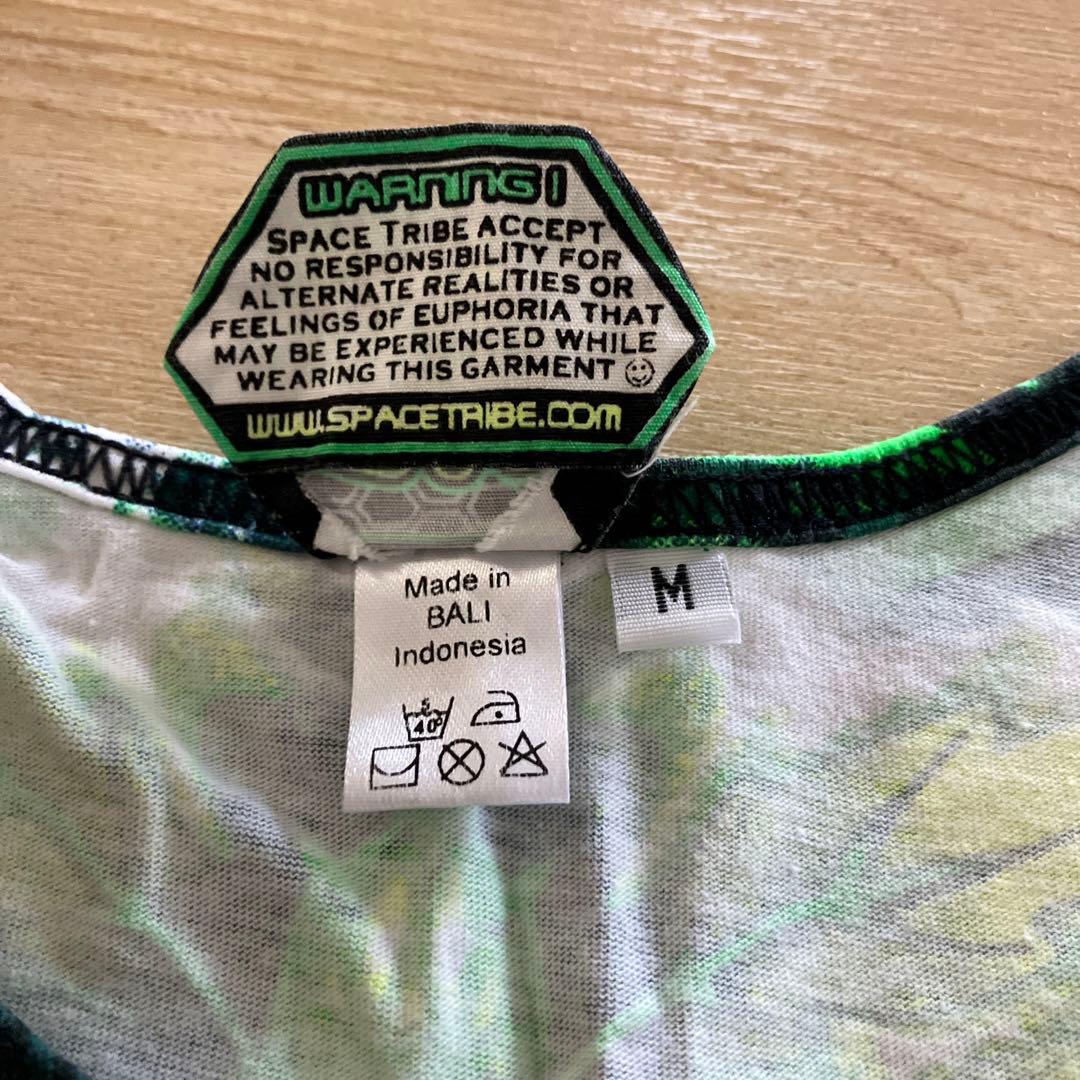 WARNING!
SPACE TRIBE ACCEPT
NO RESPONSIBILITY FOR
ALTERNATE REALITIES OR
FEELINGS OF EUPHORIA THAT
MAY BE EXPERIENCED WHILE
WEARING THIS GARMENT ☺
WWW.SPACETRIBE.COM
Made in
BALI
Indonesia
M
40°